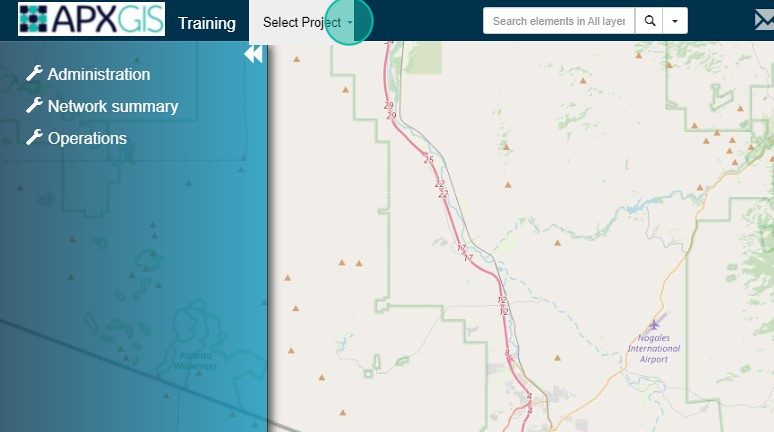 APXGIS
Training
Select Project
Search elements in All layer
Administration
Network summary
Operations
29
29
25
22
22
17
17
12
12
8
4
4
Pajarita
Wilderness
Nogales
International
Airport